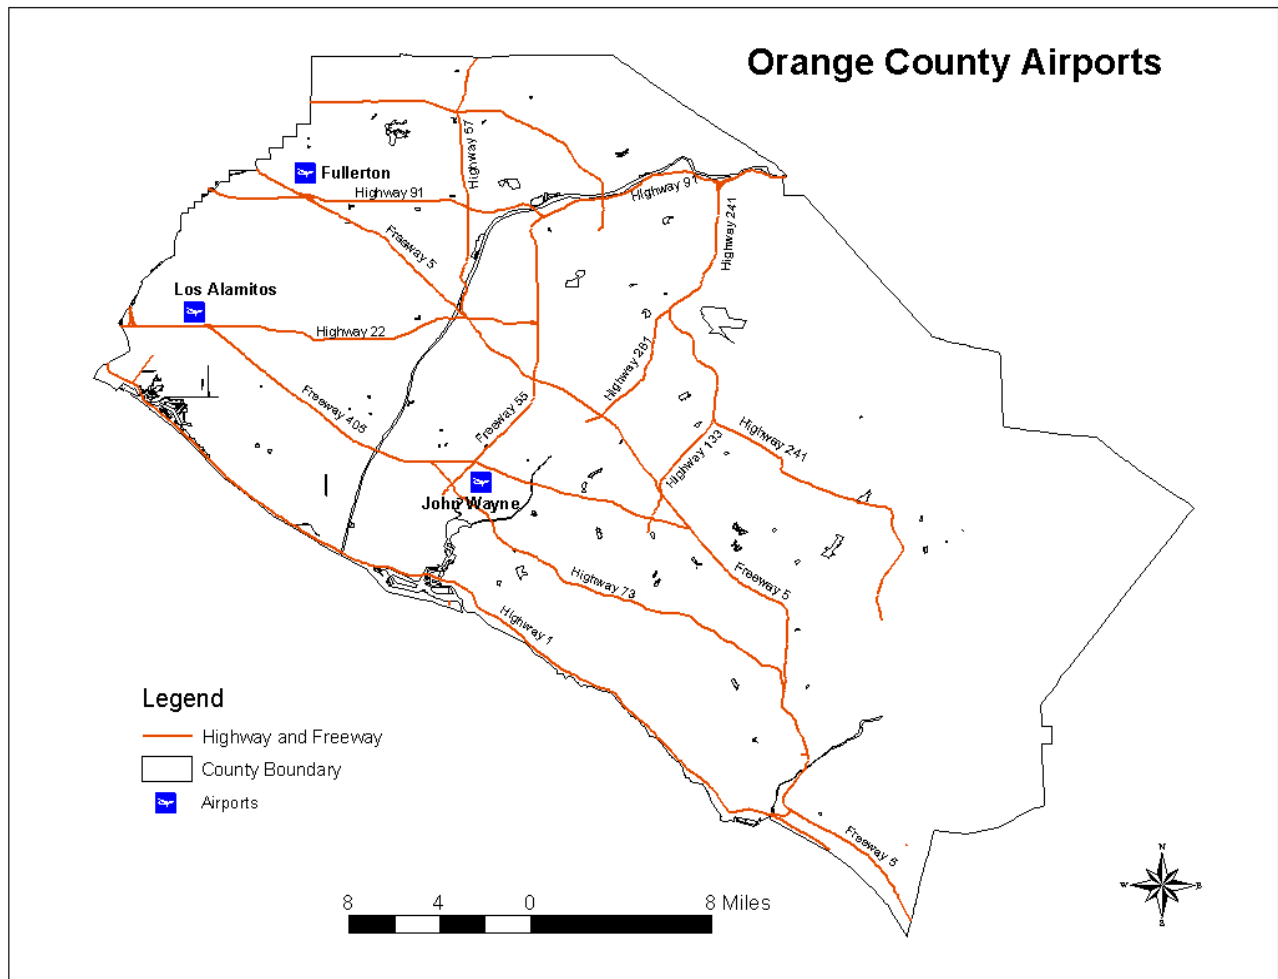 Orange County Airports
Highway 57
Fullerton
Highway 91
Highway 91
Highway 241
Freeway 5
Los Alamitos
Highway 22
Highway 261
Freeway 405
Freeway 55
Highway 133
Highway 241
John Wayne
Highway 73
Freeway 5
Highway 1
Legend
Highway and Freeway
County Boundary
Airports
Freeway 5
N
W
E
S
8 4 0 8 Miles